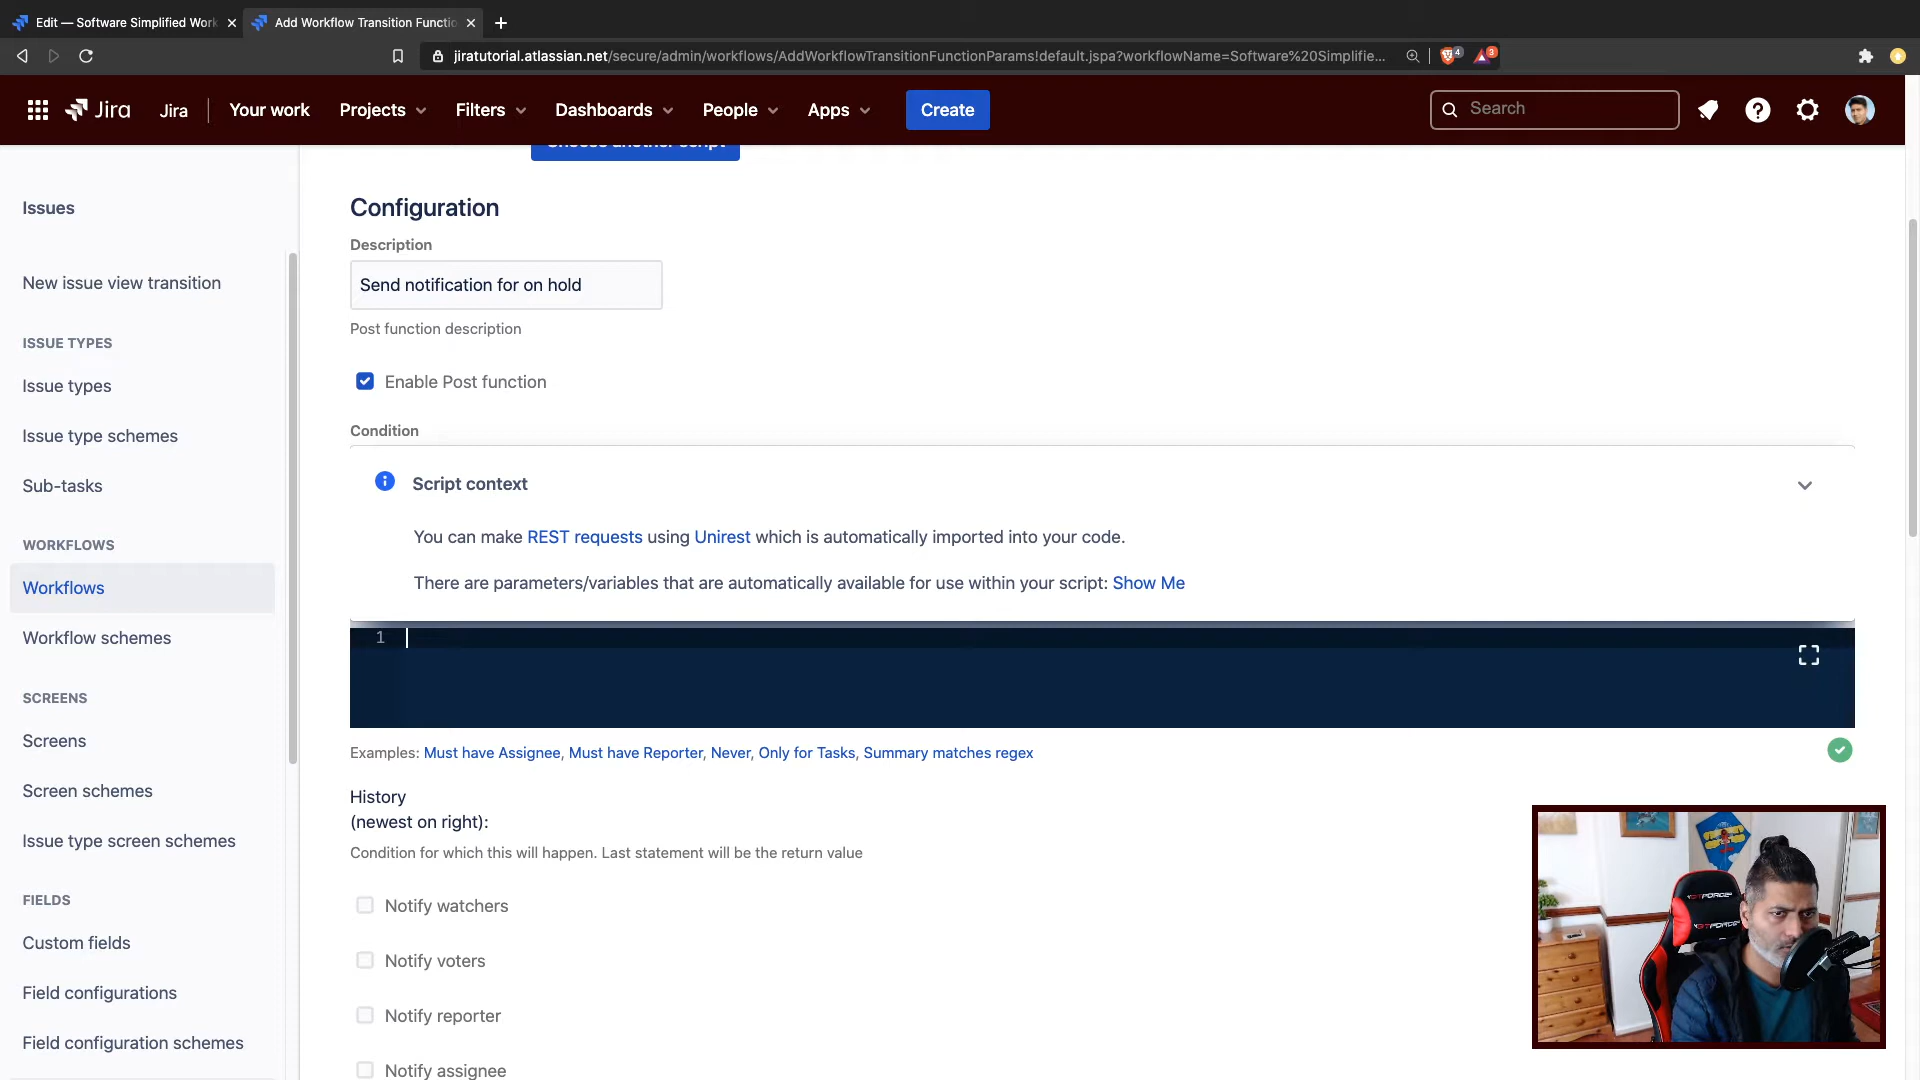 Edit — Software Simplified Work
Add Workflow Transition Functio
jiratutorial.atlassian.net/secure/admin/workflows/AddWorkflowTransitionFunctionParams!default.jspa?workflowName=Software%20Simplifie...
4
3
Jira
Jira
Your work
Projects
Filters
Dashboards
People
Apps
Create
Search
Choose another script
Issues
New issue view transition
ISSUE TYPES
Issue types
Issue type schemes
Sub-tasks
WORKFLOWS
Workflows
Workflow schemes
SCREENS
Screens
Screen schemes
Issue type screen schemes
FIELDS
Custom fields
Field configurations
Field configuration schemes
Configuration
Description
Send notification for on hold
Post function description
Enable Post function
Condition
Script context
You can make REST requests using Unirest which is automatically imported into your code.
There are parameters/variables that are automatically available for use within your script: Show Me
1
Examples: Must have Assignee, Must have Reporter, Never, Only for Tasks, Summary matches regex
History
(newest on right):
Condition for which this will happen. Last statement will be the return value
Notify watchers
Notify voters
Notify reporter
Notify assignee
GTFORCE